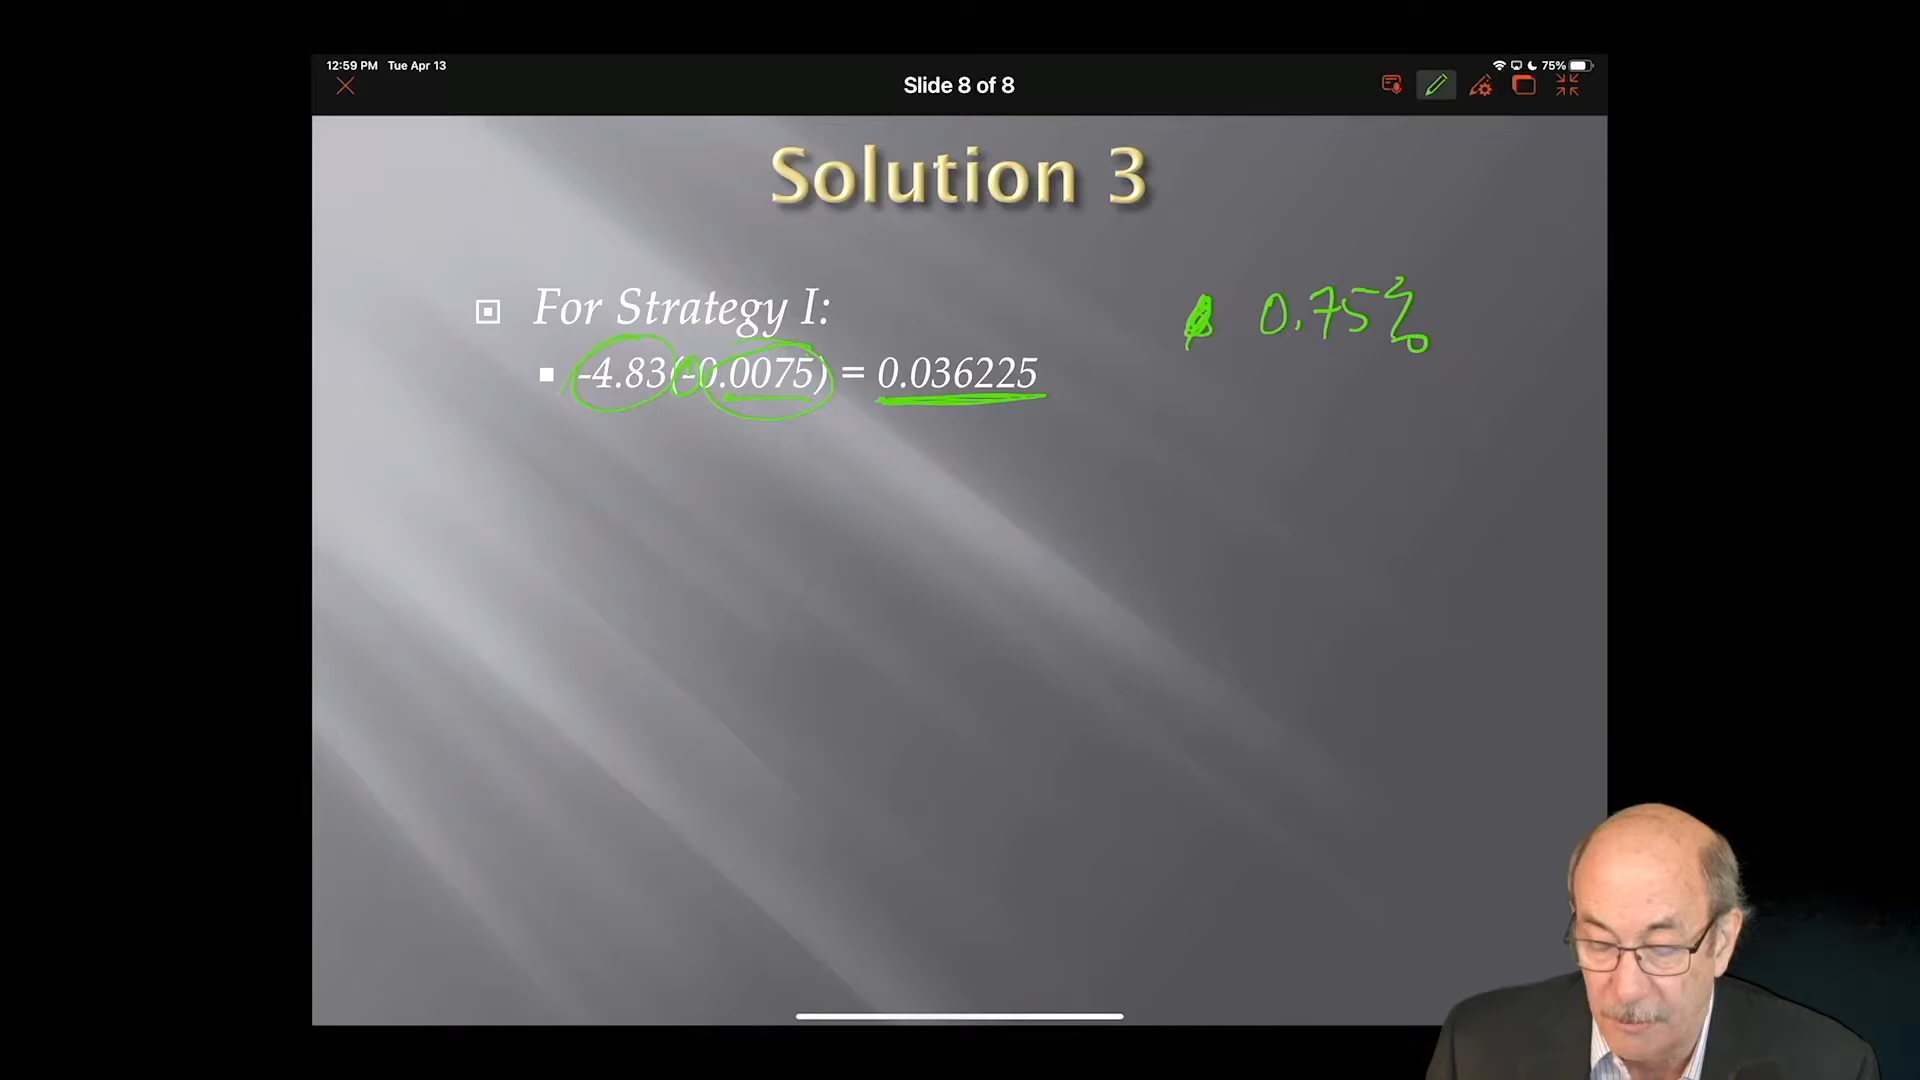 12:59 PM Tue Apr 13
75%
Slide 8 of 8
Solution 3
For Strategy I:
0.75%
-4.83(-0.0075) = 0.036225